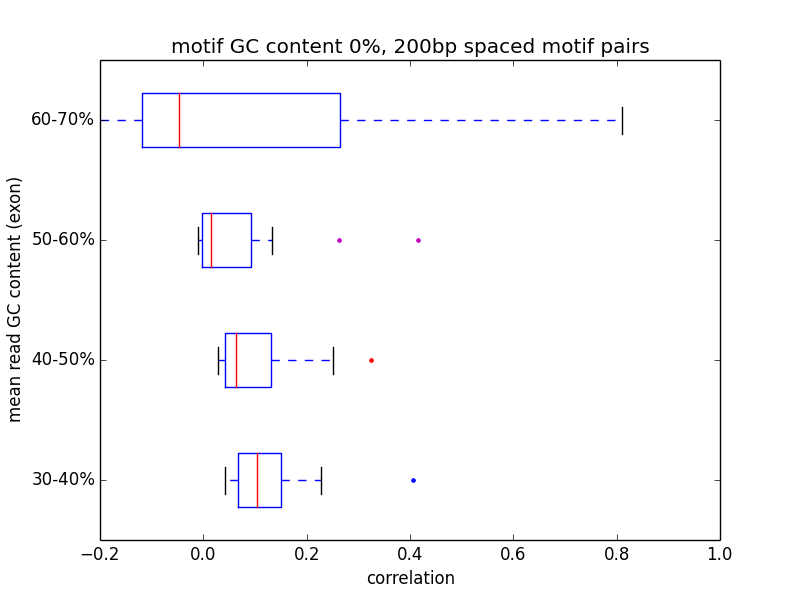 motif GC content 0%, 200bp spaced motif pairs
mean read GC content (exon)
60-70%
50-60%
40-50%
30-40%
−0.2 0.0 0.2 0.4 0.6 0.8 1.0
correlation